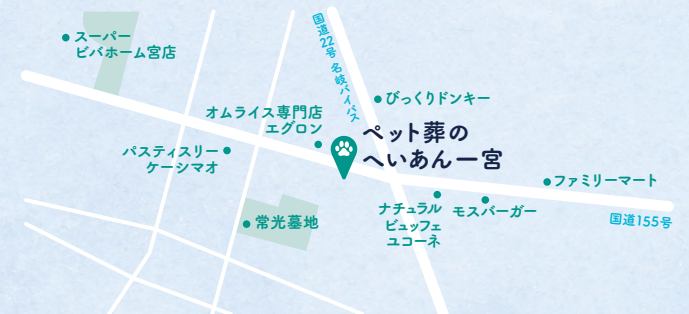 スーパー
ビバホーム宮店
国道22号 名岐バイパス
びっくりドンキー
オムライス専門店
エグロン
ペット葬の
へいあん一宮
パスティスリー
ケーシマオ
ファミリーマート
ナチュラル
ビュッフェ
ユコーネ
モスバーガー
常光墓地
国道155号